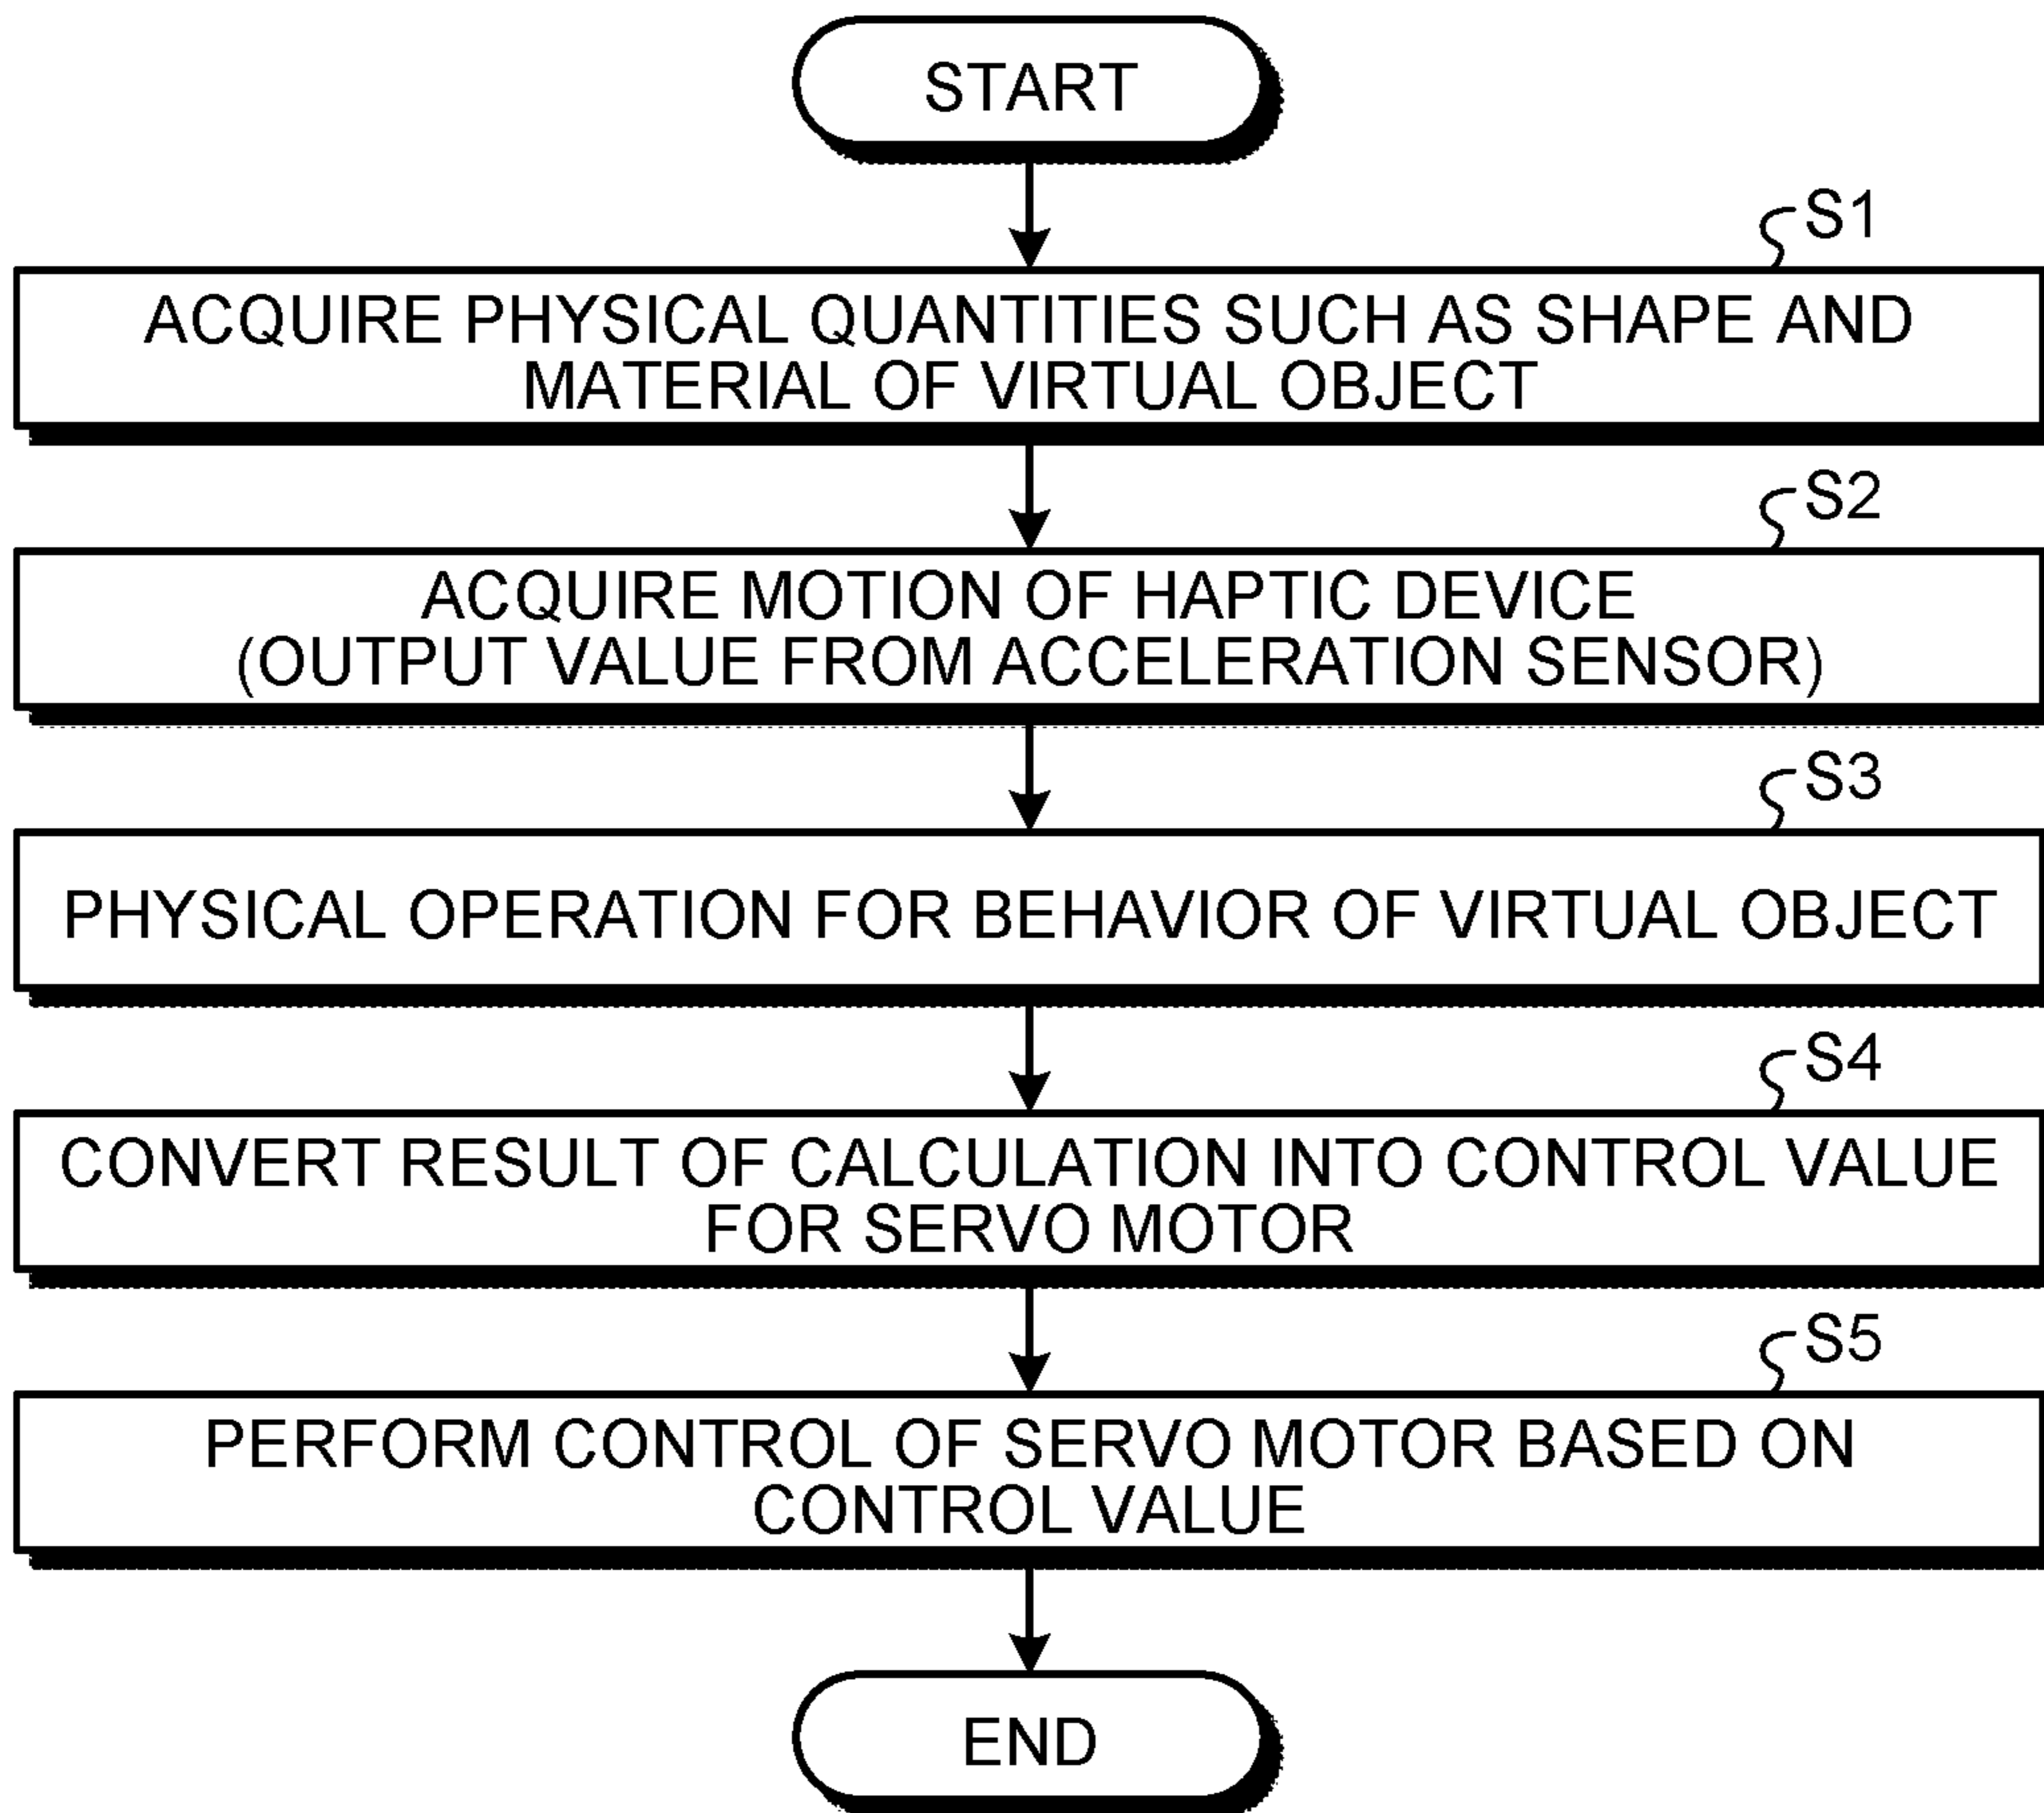 START
S1
ACQUIRE PHYSICAL QUANTITIES SUCH AS SHAPE AND
MATERIAL OF VIRTUAL OBJECT
S2
ACQUIRE MOTION OF HAPTIC DEVICE
(OUTPUT VALUE FROM ACCELERATION SENSOR)
S3
PHYSICAL OPERATION FOR BEHAVIOR OF VIRTUAL OBJECT
S4
CONVERT RESULT OF CALCULATION INTO CONTROL VALUE
FOR SERVO MOTOR
S5
PERFORM CONTROL OF SERVO MOTOR BASED ON
CONTROL VALUE
END